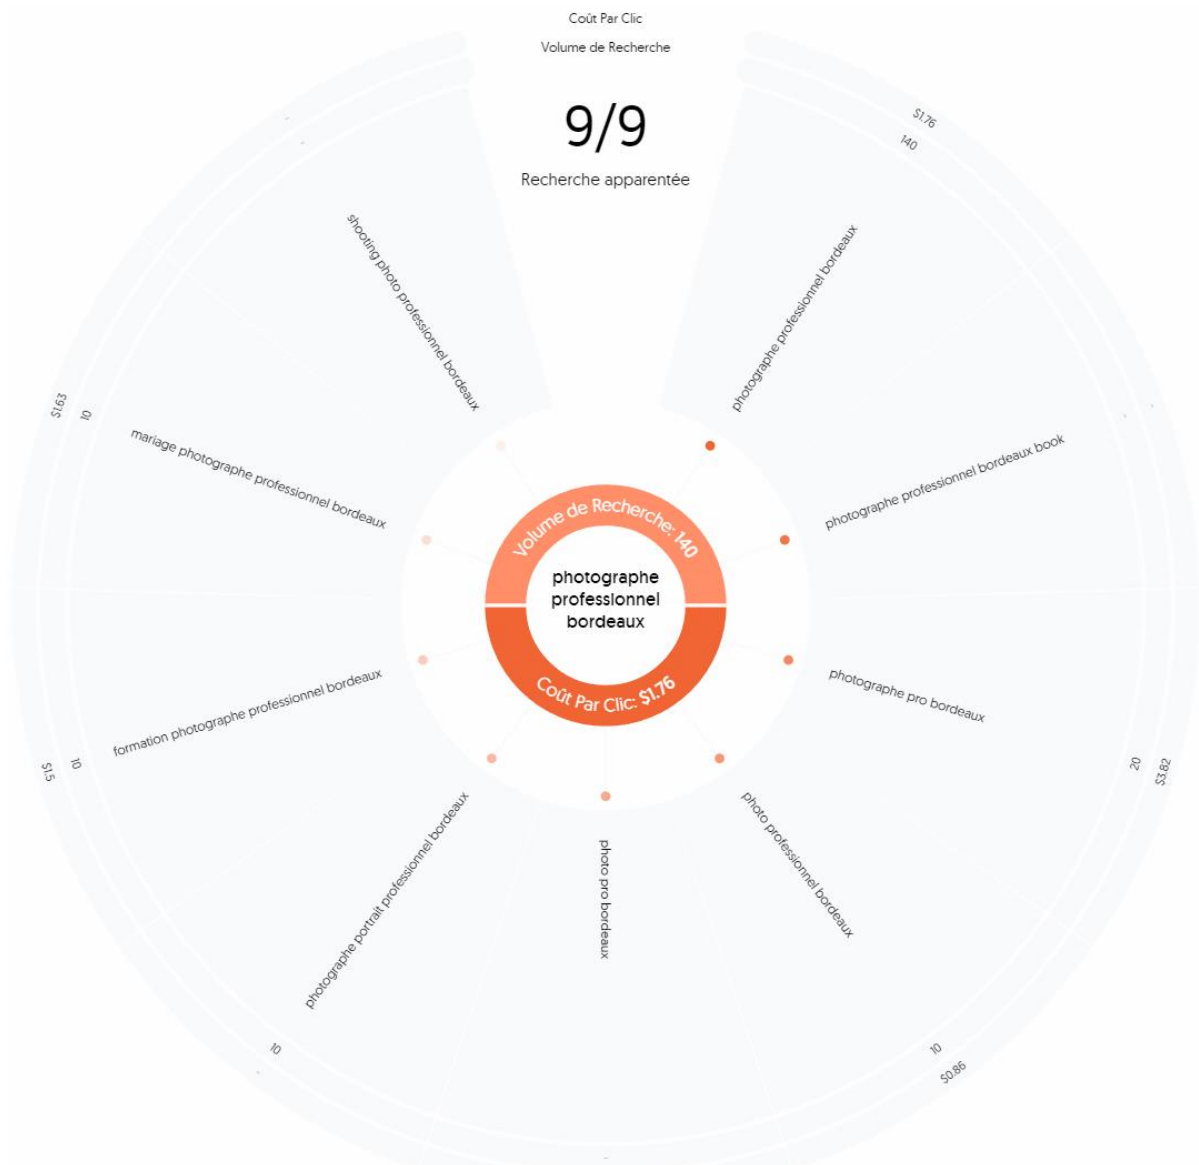 Coût Par Clic
Volume de Recherche
9/9
Recherche apparentée
$1.76
140
photographe professionnel bordeaux
-
-
photographe professionnel bordeaux book
$3.82
20
photographe pro bordeaux
$0.86
10
photo professionnel bordeaux
-
photo pro bordeaux
-
10
photographe portrait professionnel bordeaux
$1.5
10
formation photographe professionnel bordeaux
$1.63
10
mariage photographe professionnel bordeaux
-
-
shooting photo professionnel bordeaux
Volume de Recherche: 140
photographe
professionnel
bordeaux
Coût Par Clic: $1.76